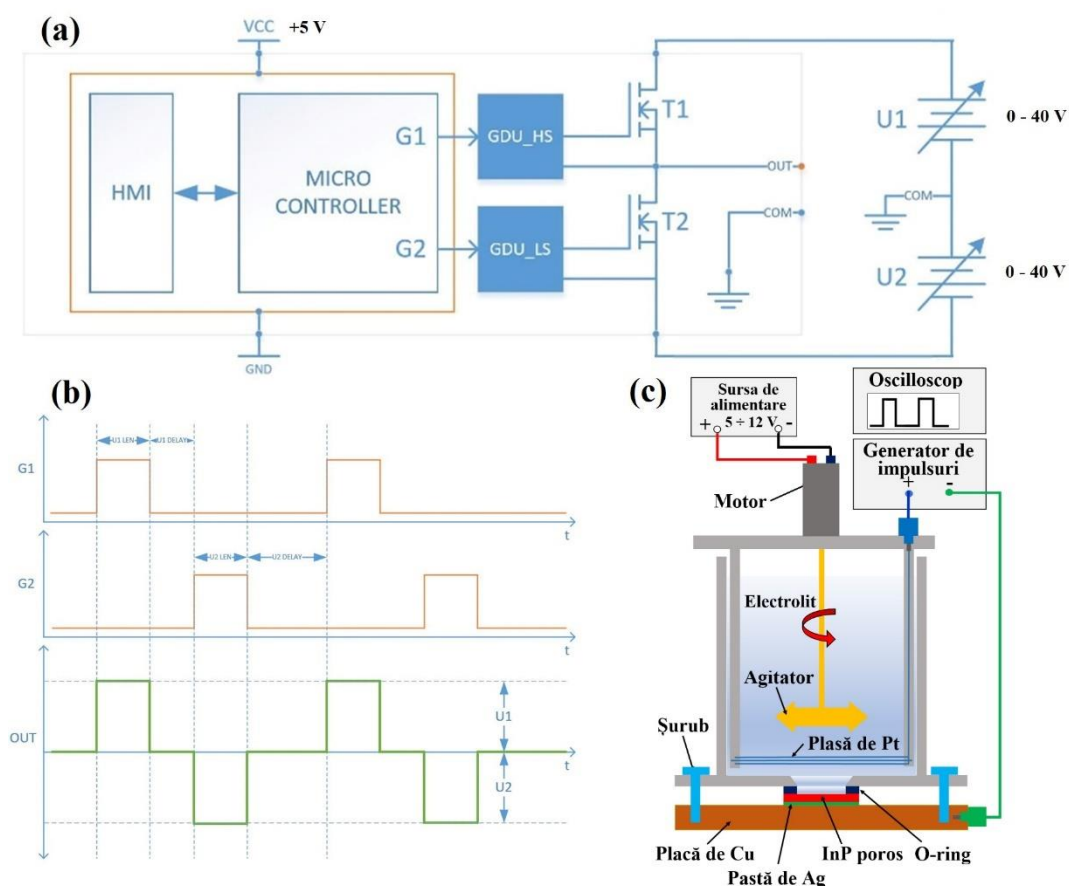 (a)
VCC +5 V
HMI
MICRO
CONTROLLER
G1
G2
GDU_HS
GDU_LS
T1
T2
OUT
COM
COM
U1
0 - 40 V
U2
0 - 40 V
GND
(b)
U1 LEN
U1 DELAY
G1
t
U2 LEN
U2 DELAY
G2
t
OUT
U1
U2
t
(c)
Sursa de
alimentare
+ 5 ÷ 12 V -
Oscilloscop
Generator de
impulsuri
+ -
Motor
Electrolit
Agitator
Plasă de Pt
Șurub
Placă de Cu
InP poros
O-ring
Pastă de Ag